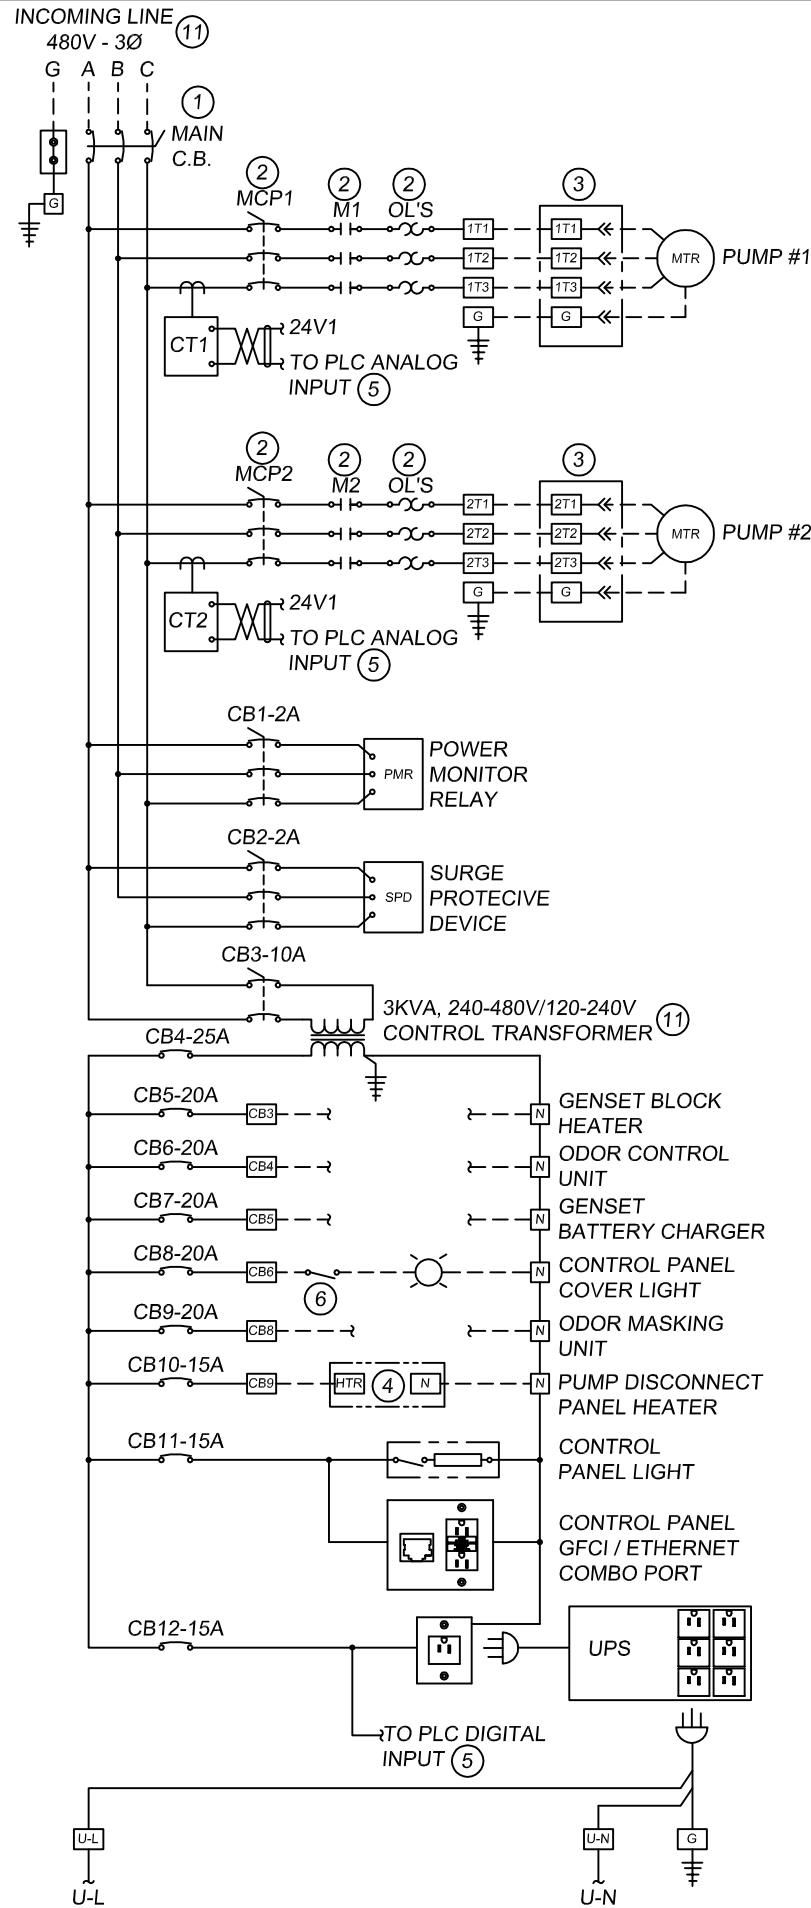 INCOMING LINE
480V - 3Ø
11
G A B C
1
MAIN
C.B.
G
2
MCP1
2
M1
2
OL'S
3
1T1
1T2
1T3
G
1T1
1T2
1T3
G
MTR
PUMP #1
CT1
24V1
TO PLC ANALOG
INPUT 5
2
MCP2
2
M2
2
OL'S
3
2T1
2T2
2T3
G
2T1
2T2
2T3
G
MTR
PUMP #2
CT2
24V1
TO PLC ANALOG
INPUT 5
CB1-2A
PMR
POWER
MONITOR
RELAY
CB2-2A
SPD
SURGE
PROTECIVE
DEVICE
CB3-10A
3KVA, 240-480V/120-240V
CONTROL TRANSFORMER
11
CB4-25A
CB5-20A
CB3
N
GENSET BLOCK
HEATER
CB6-20A
CB4
N
ODOR CONTROL
UNIT
CB7-20A
CB5
N
GENSET
BATTERY CHARGER
CB8-20A
CB6
6
N
CONTROL PANEL
COVER LIGHT
CB9-20A
CB8
N
ODOR MASKING
UNIT
CB10-15A
CB9
HTR
4
N
N
PUMP DISCONNECT
PANEL HEATER
CB11-15A
CONTROL
PANEL LIGHT
CONTROL PANEL
GFCI / ETHERNET
COMBO PORT
CB12-15A
UPS
TO PLC DIGITAL
INPUT 5
U-L
U-N
G
U-L
U-N